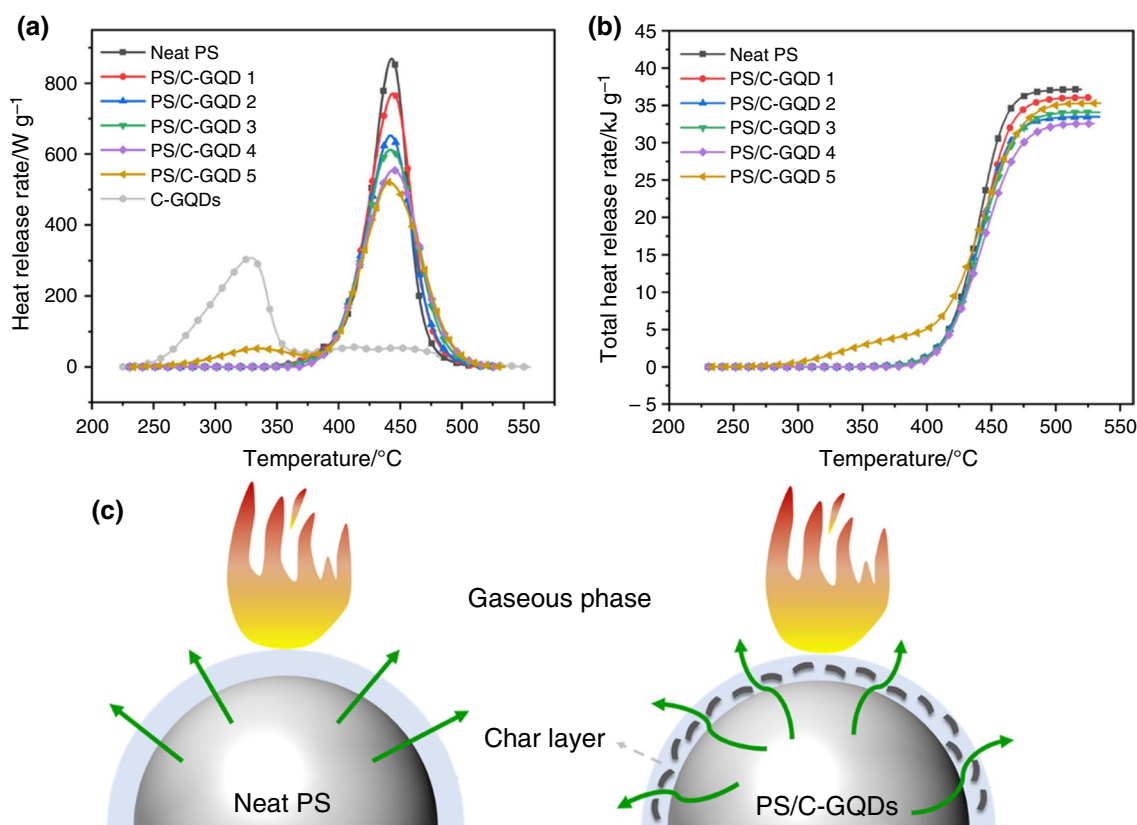 (a)
Heat release rate/W g⁻¹
800
600
400
200
0
Neat PS
PS/C-GQD 1
PS/C-GQD 2
PS/C-GQD 3
PS/C-GQD 4
PS/C-GQD 5
C-GQDs
200 250 300 350 400 450 500 550
Temperature/°C
(b)
Total heat release rate/kJ g⁻¹
45
40
35
30
25
20
15
10
5
0
– 5
Neat PS
PS/C-GQD 1
PS/C-GQD 2
PS/C-GQD 3
PS/C-GQD 4
PS/C-GQD 5
200 250 300 350 400 450 500 550
Temperature/°C
(c)
Gaseous phase
Char layer
Neat PS
PS/C-GQDs